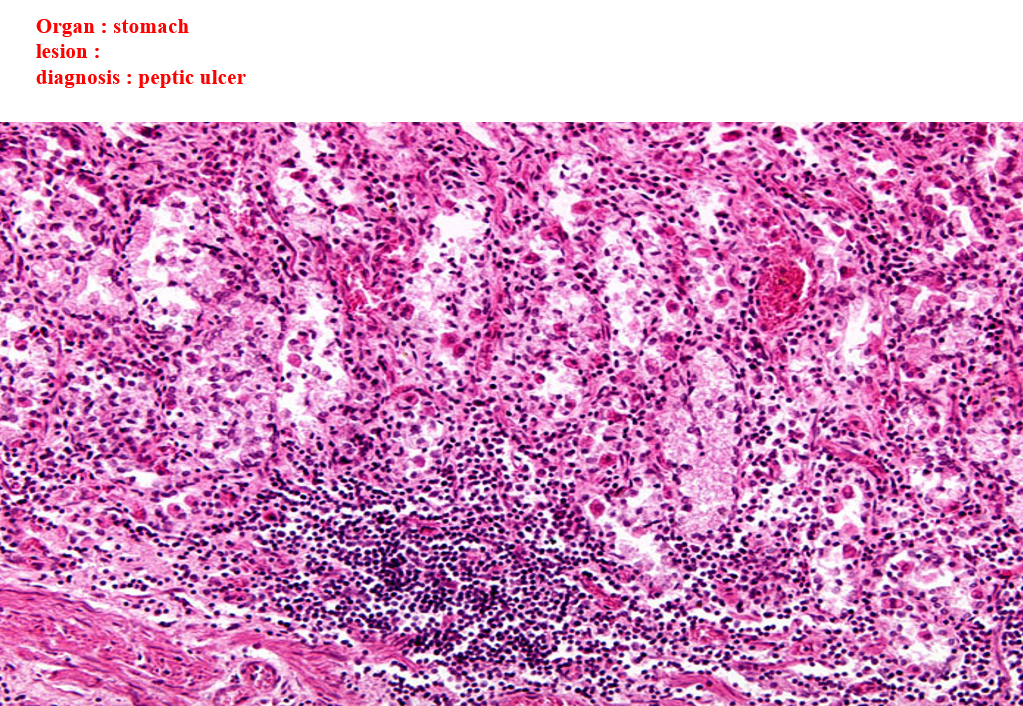 Organ : stomach
lesion :
diagnosis : peptic ulcer